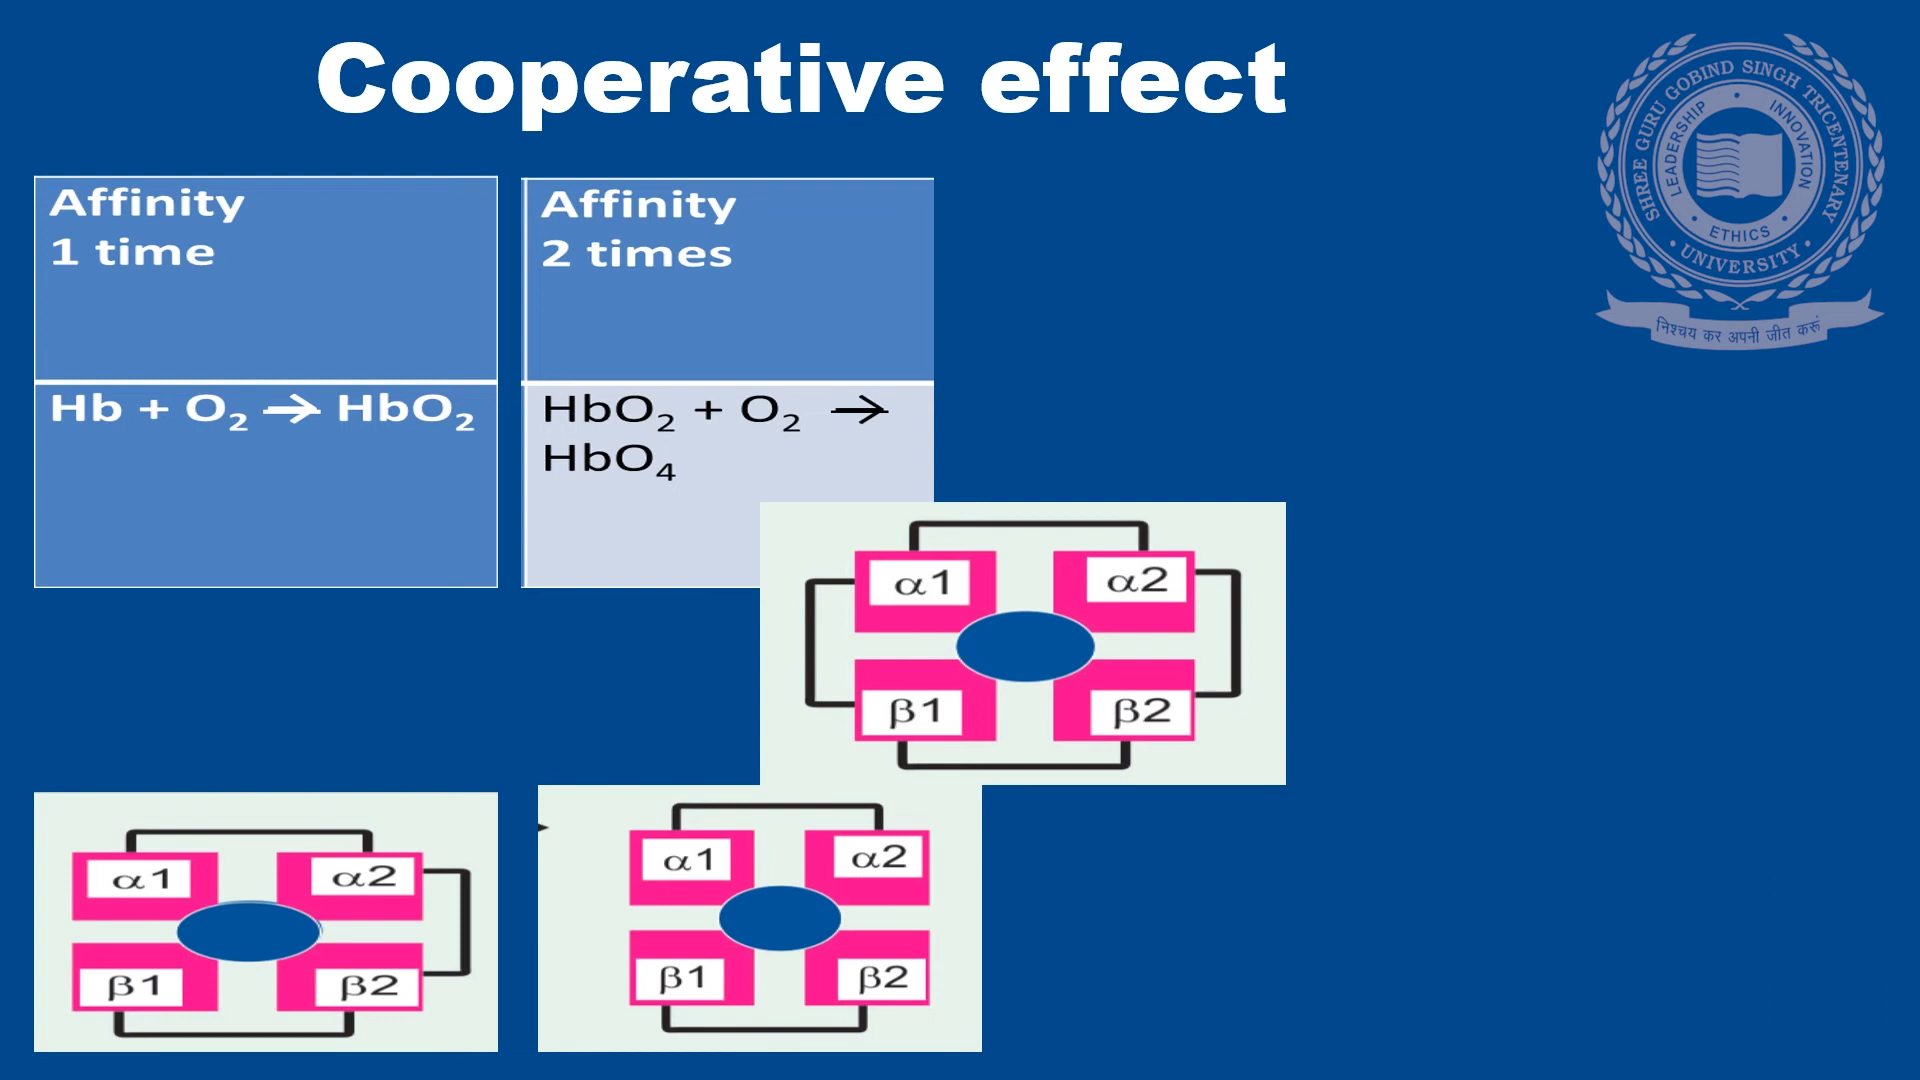 Cooperative effect
Affinity
1 time
Affinity
2 times
Hb + O₂ → HbO₂
HbO₂ + O₂ →
HbO₄
α1
α2
β1
β2
α1
α2
β1
β2
α1
α2
β1
β2
SHREE GURU GOBIND SINGH TRICENTENARY
• UNIVERSITY •
LEADERSHIP • INNOVATION
• ETHICS •
निश्चय कर अपनी जीत करूं